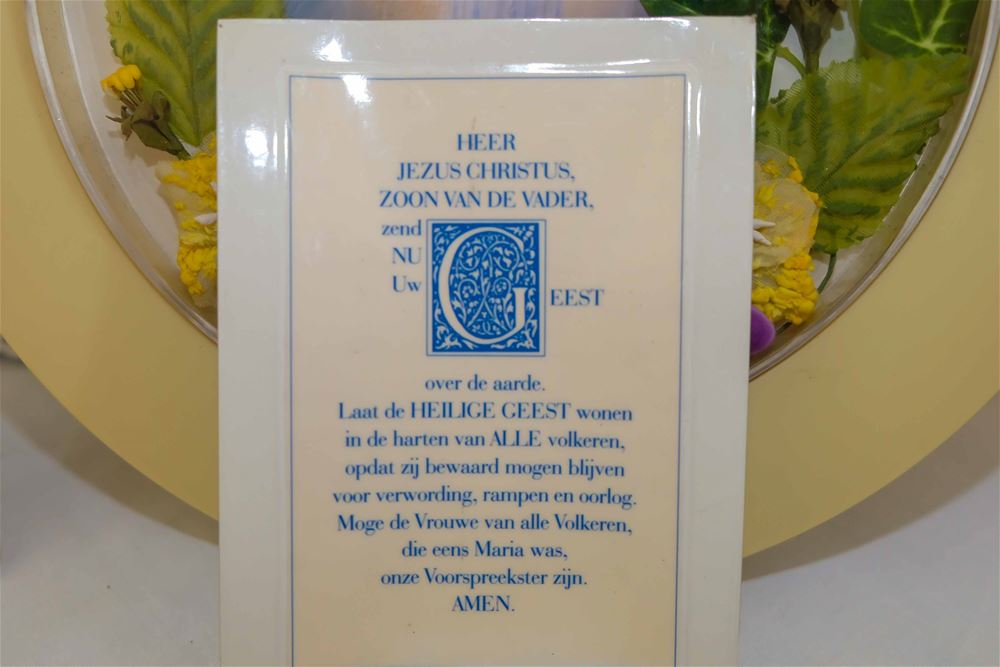 HEER
JEZUS CHRISTUS,
ZOON VAN DE VADER,
zend
NU
Uw
GEEST
over de aarde.
Laat de HEILIGE GEEST wonen
in de harten van ALLE volkeren,
opdat zij bewaard mogen blijven
voor verwording, rampen en oorlog.
Moge de Vrouwe van alle Volkeren,
die eens Maria was,
onze Voorspreekster zijn.
AMEN.